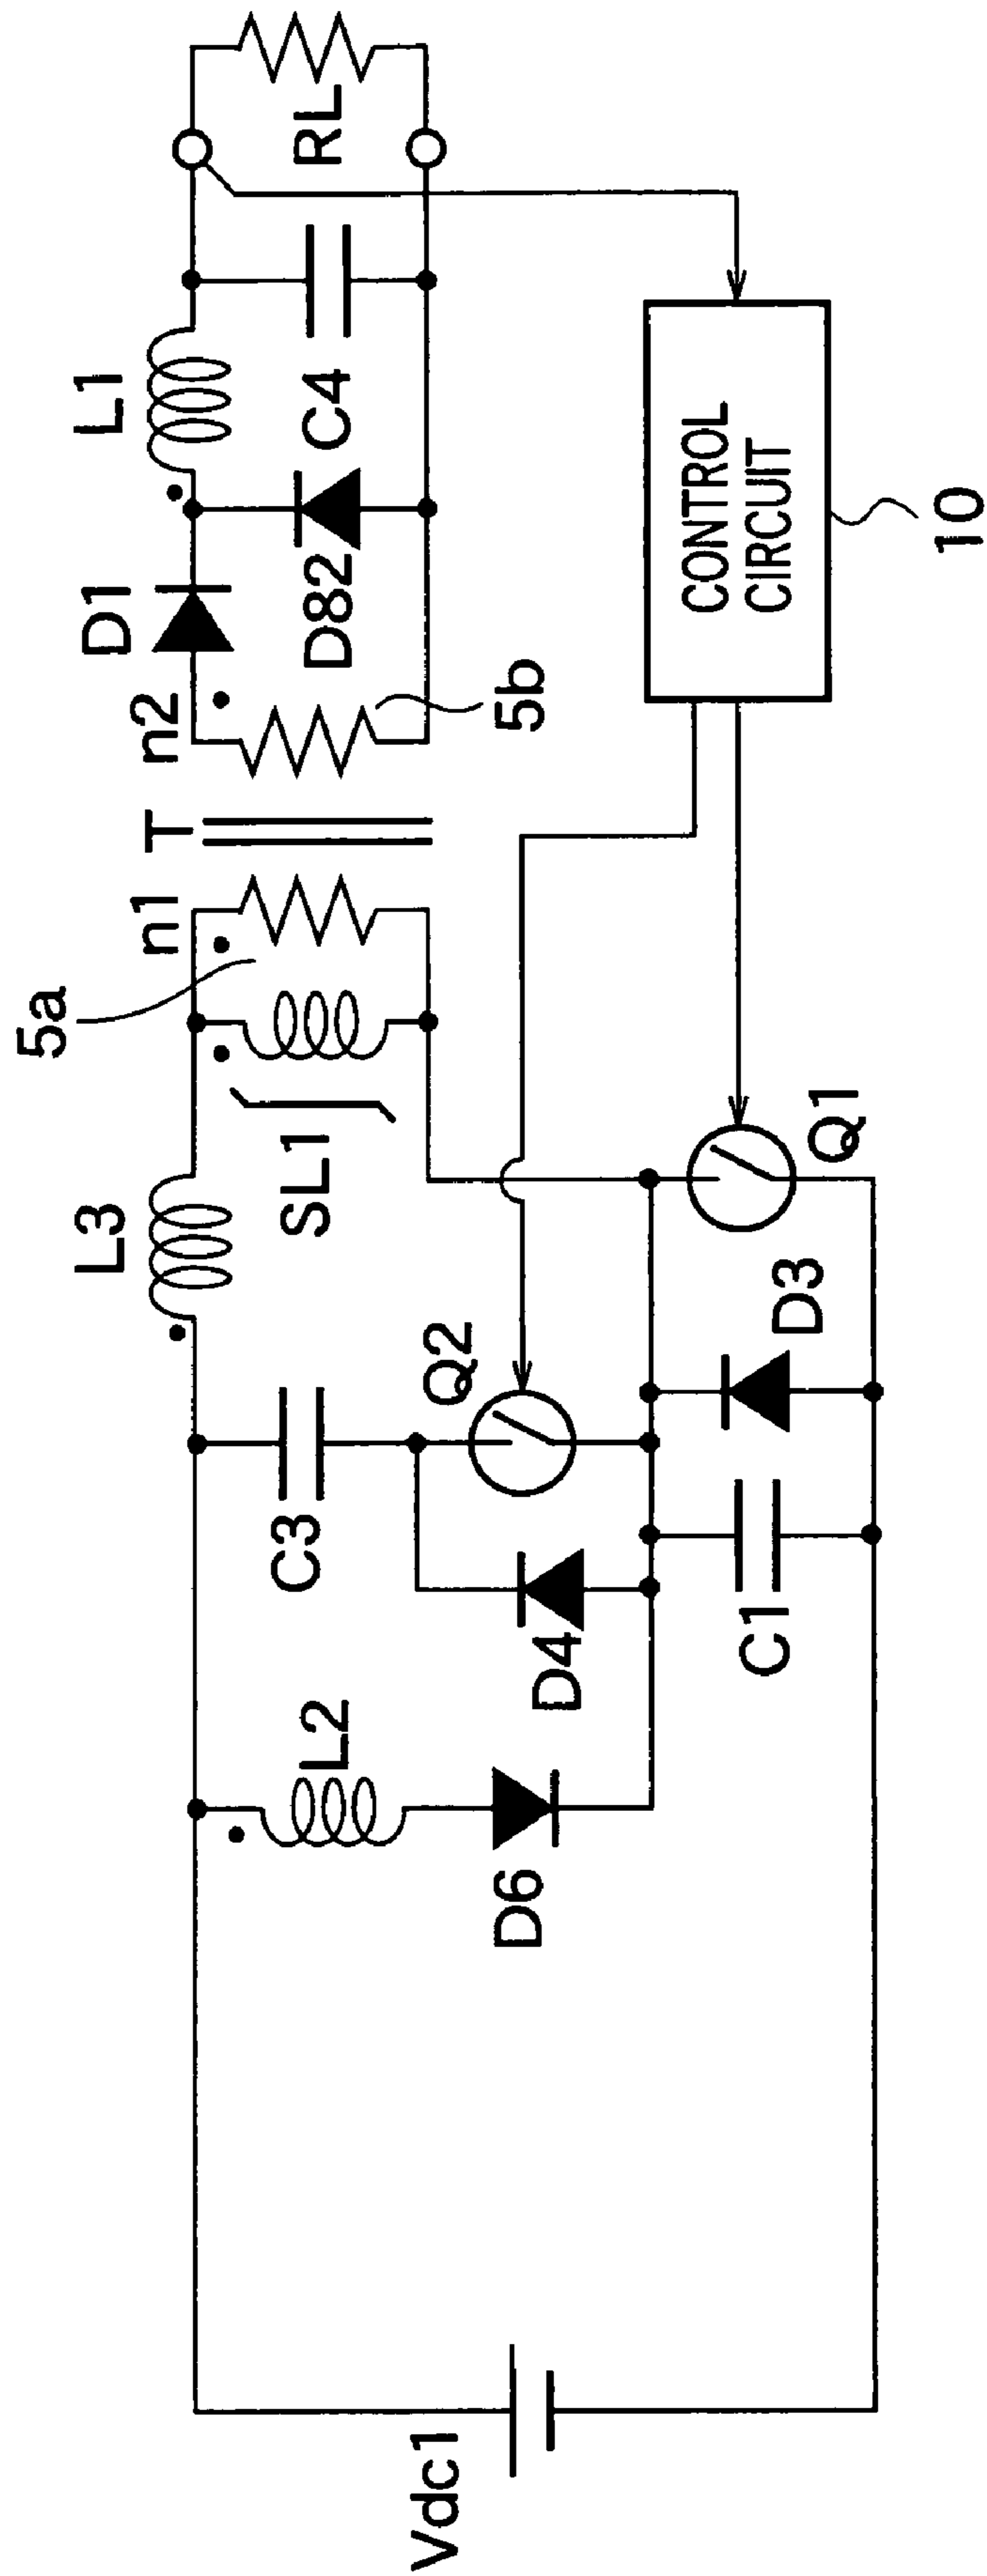 Vdc1
L2
D6
C3
D4
Q2
C1
D3
Q1
L3
SL1
5a
n1
T
n2
5b
D1
D82
L1
C4
RL
CONTROL
CIRCUIT
10